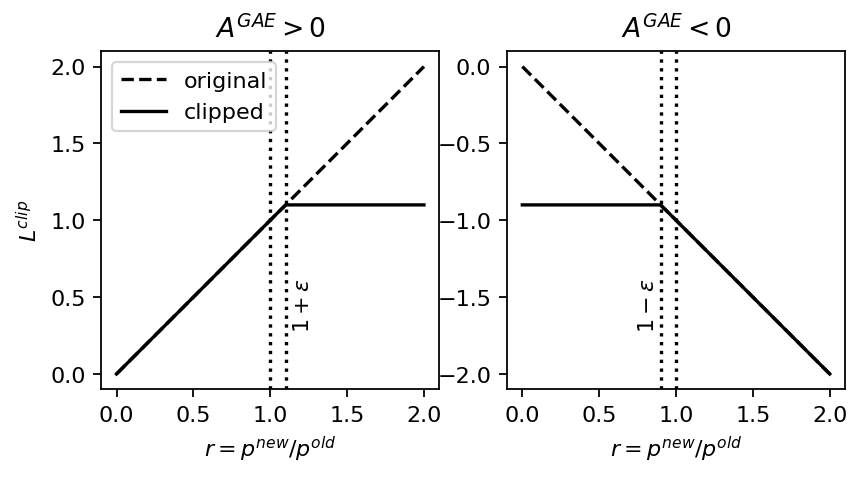 A^{GAE} > 0
original
clipped
2.0
1.5
1.0
0.5
0.0
L^{clip}
1 + ε
0.0 0.5 1.0 1.5 2.0
r = p^{new}/p^{old}
A^{GAE} < 0
0.0
−0.5
−1.0
−1.5
−2.0
1 − ε
0.0 0.5 1.0 1.5 2.0
r = p^{new}/p^{old}